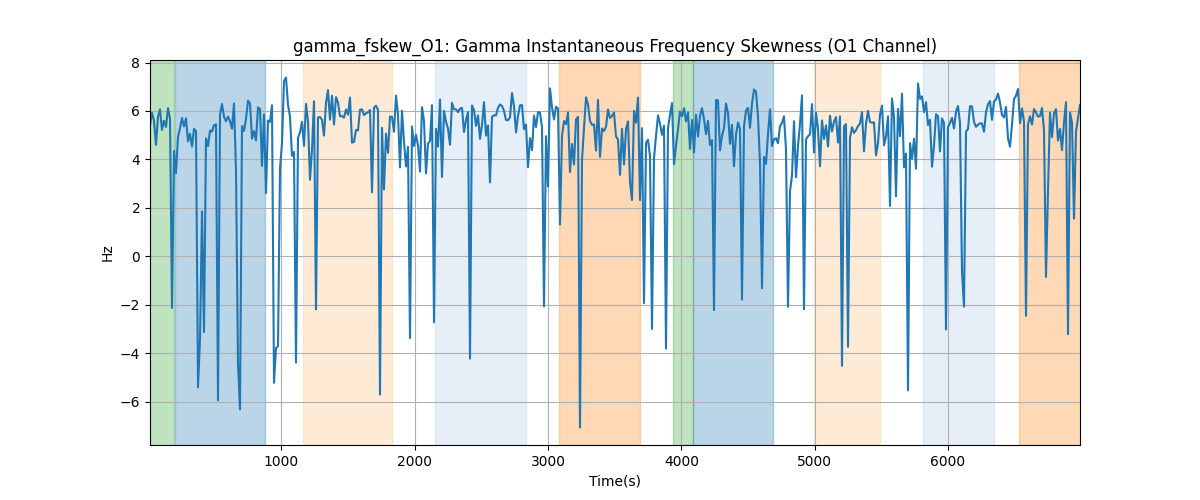 gamma_fskew_O1: Gamma Instantaneous Frequency Skewness (O1 Channel)
8
6
4
2
0
−2
−4
−6
Hz
1000 2000 3000 4000 5000 6000
Time(s)